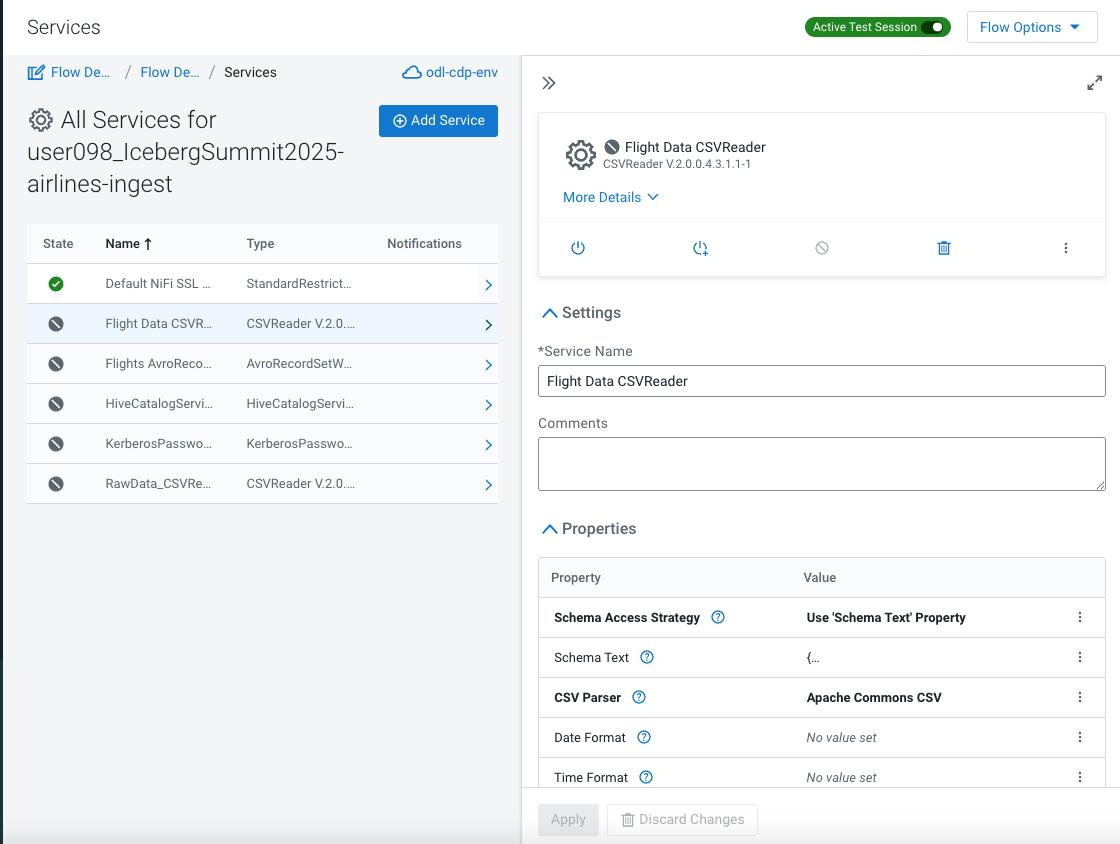 Services
Active Test Session
Flow Options
Flow De... / Flow De... / Services
odl-cdp-env
All Services for
user098_IcebergSummit2025-
airlines-ingest
Add Service
State Name ↑ Type Notifications
Default NiFi SSL ... StandardRestrict...
Flight Data CSVR... CSVReader V.2.0....
Flights AvroReco... AvroRecordSetW...
HiveCatalogServi... HiveCatalogServi...
KerberosPasswo... KerberosPasswo...
RawData_CSVRe... CSVReader V.2.0....
Flight Data CSVReader
CSVReader V.2.0.0.4.3.1.1-1
More Details
Settings
*Service Name
Flight Data CSVReader
Comments
Properties
Property Value
Schema Access Strategy ? Use 'Schema Text' Property
Schema Text ? {...
CSV Parser ? Apache Commons CSV
Date Format ? No value set
Time Format ? No value set
Apply
Discard Changes